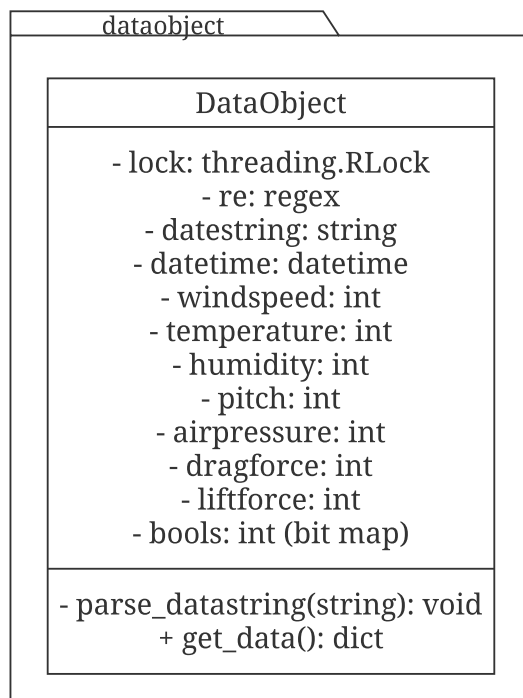 dataobject
DataObject
- lock: threading.RLock
- re: regex
- datestring: string
- datetime: datetime
- windspeed: int
- temperature: int
- humidity: int
- pitch: int
- airpressure: int
- dragforce: int
- liftforce: int
- bools: int (bit map)
- parse_datastring(string): void
+ get_data(): dict